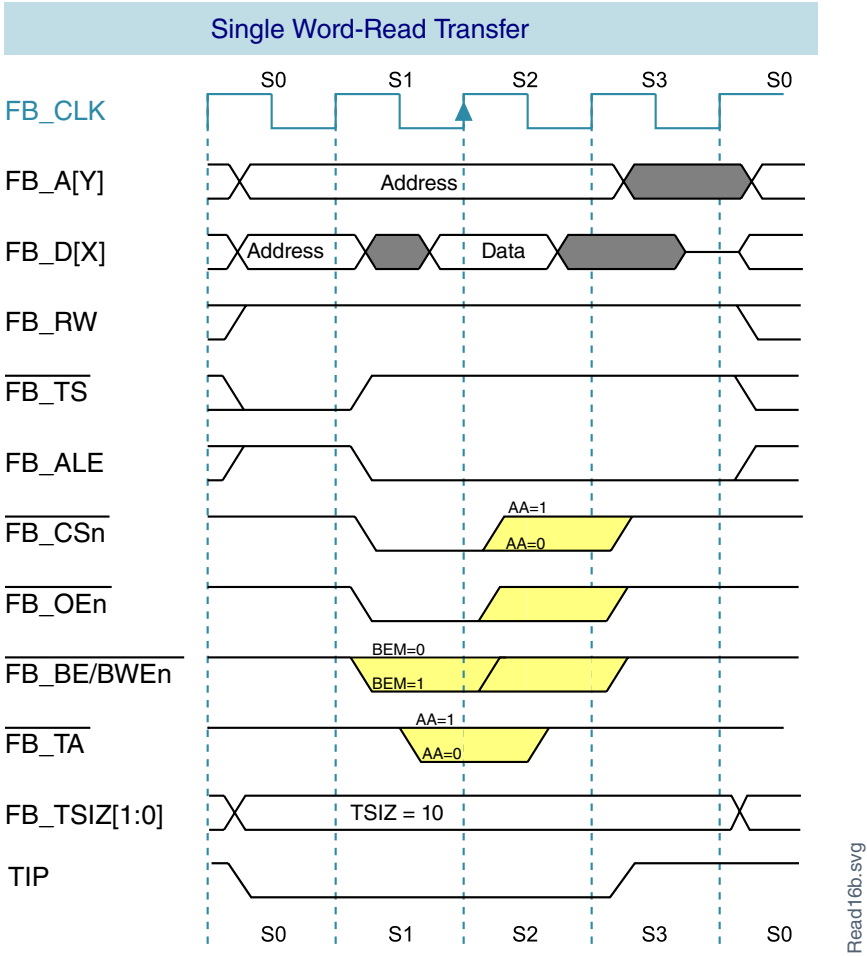 Single Word-Read Transfer
S0 S1 S2 S3 S0
FB_CLK
FB_A[Y] Address
FB_D[X] Address Data
FB_RW
FB_TS
FB_ALE
AA=1
FB_CSn
AA=0
FB_OEn
BEM=0
FB_BE/BWEn
BEM=1
AA=1
FB_TA
AA=0
FB_TSIZ[1:0] TSIZ = 10
TIP
S0 S1 S2 S3 S0
Read16b.svg